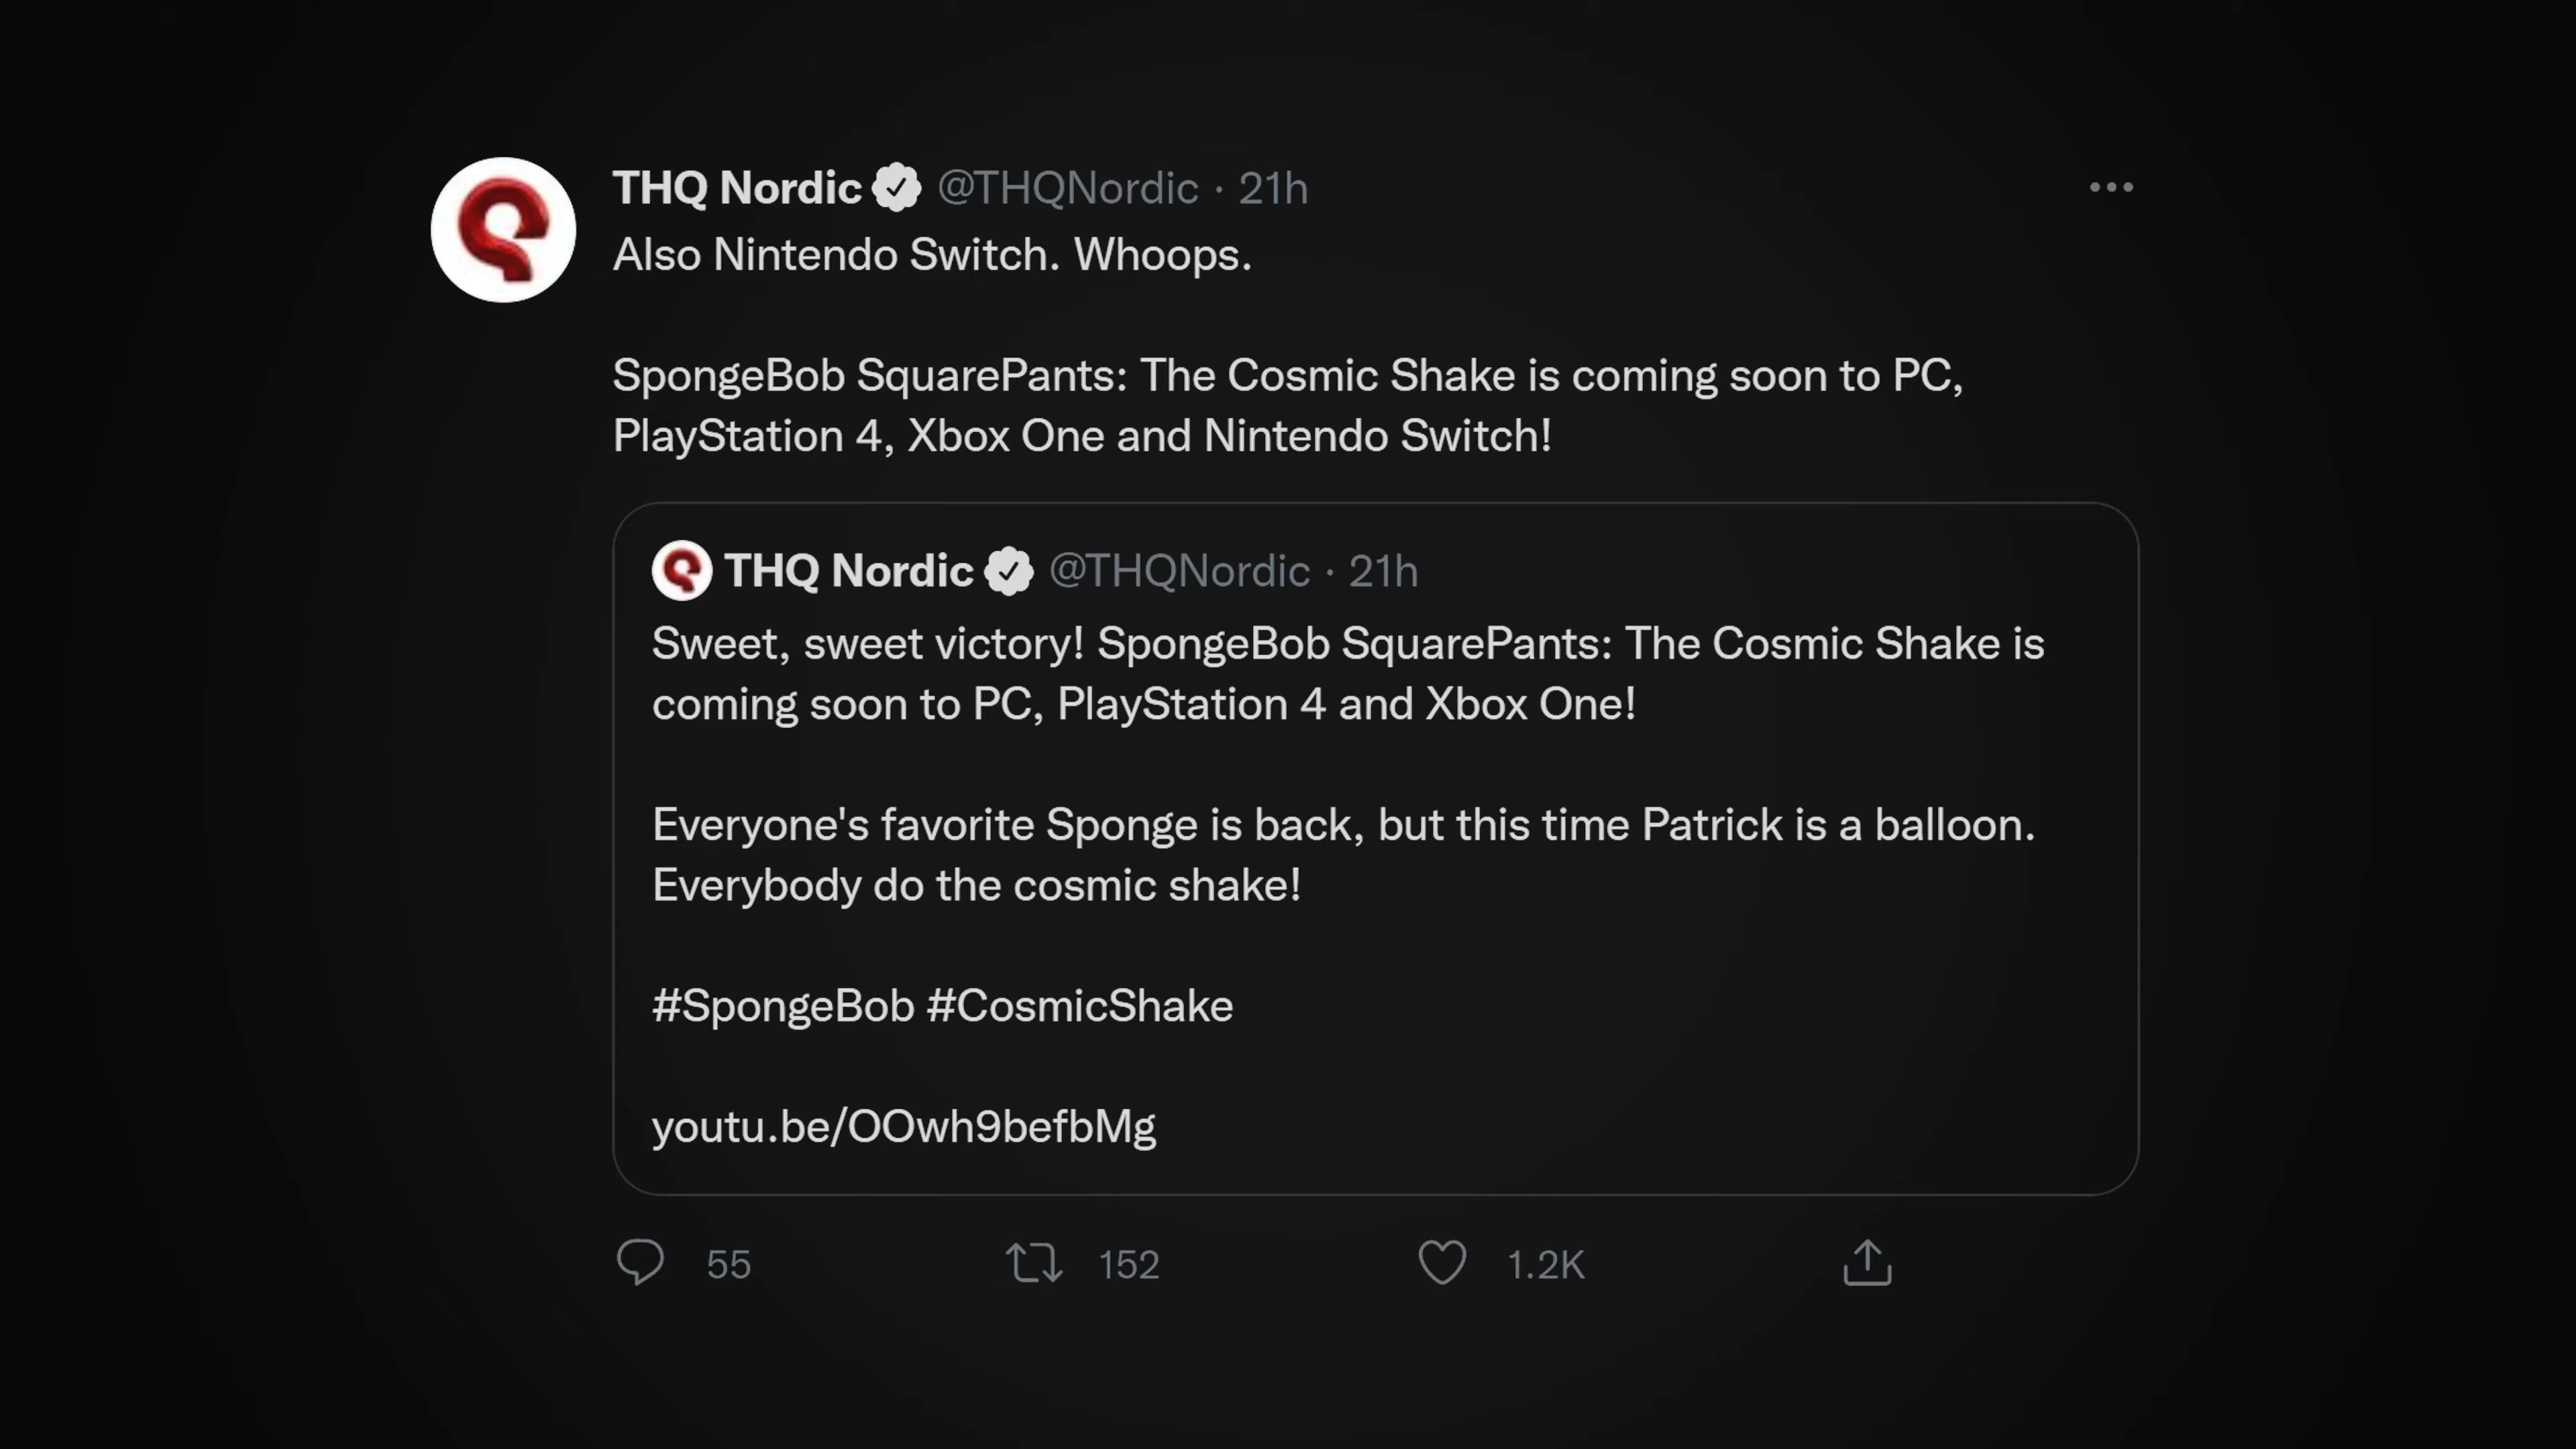 THQ Nordic @THQNordic · 21h
Also Nintendo Switch. Whoops.
SpongeBob SquarePants: The Cosmic Shake is coming soon to PC,
PlayStation 4, Xbox One and Nintendo Switch!
THQ Nordic @THQNordic · 21h
Sweet, sweet victory! SpongeBob SquarePants: The Cosmic Shake is
coming soon to PC, PlayStation 4 and Xbox One!
Everyone's favorite Sponge is back, but this time Patrick is a balloon.
Everybody do the cosmic shake!
#SpongeBob #CosmicShake
youtu.be/OOwh9befbMg
55 152 1.2K